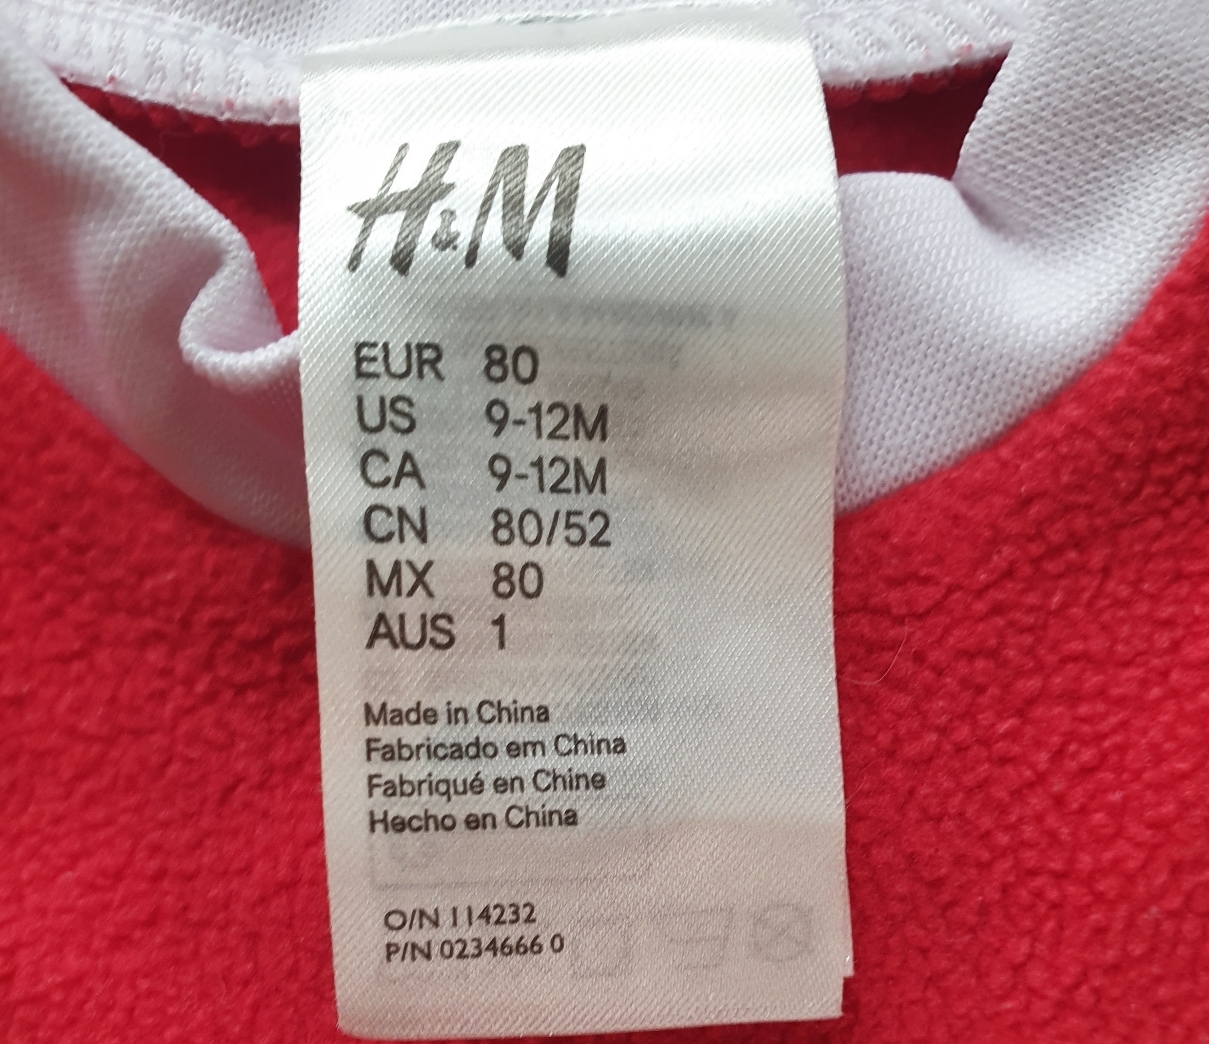 H&M
EUR 80
US 9-12M
CA 9-12M
CN 80/52
MX 80
AUS 1
Made in China
Fabricado em China
Fabriqué en Chine
Hecho en China
O/N 114232
P/N 0234666 0